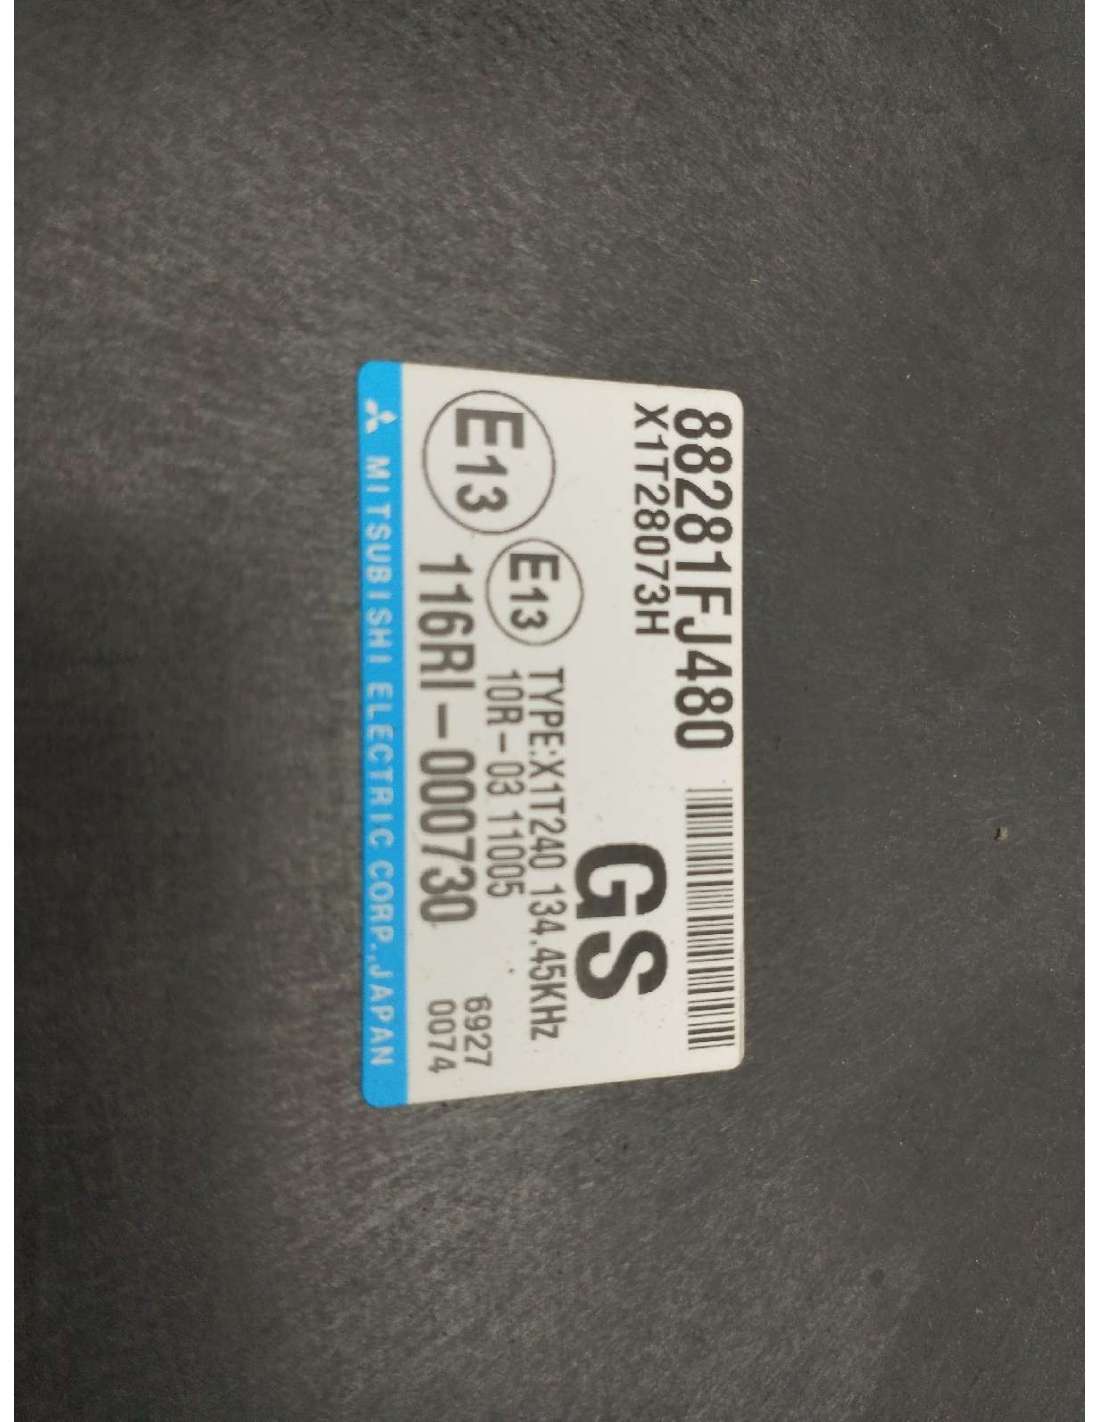 88281FJ480
X1T28073H
GS
E13
E13
TYPE:X1T240 134.45KHz
10R-03 11005
116RI-000730
6927
0074
MITSUBISHI ELECTRIC CORP.,JAPAN